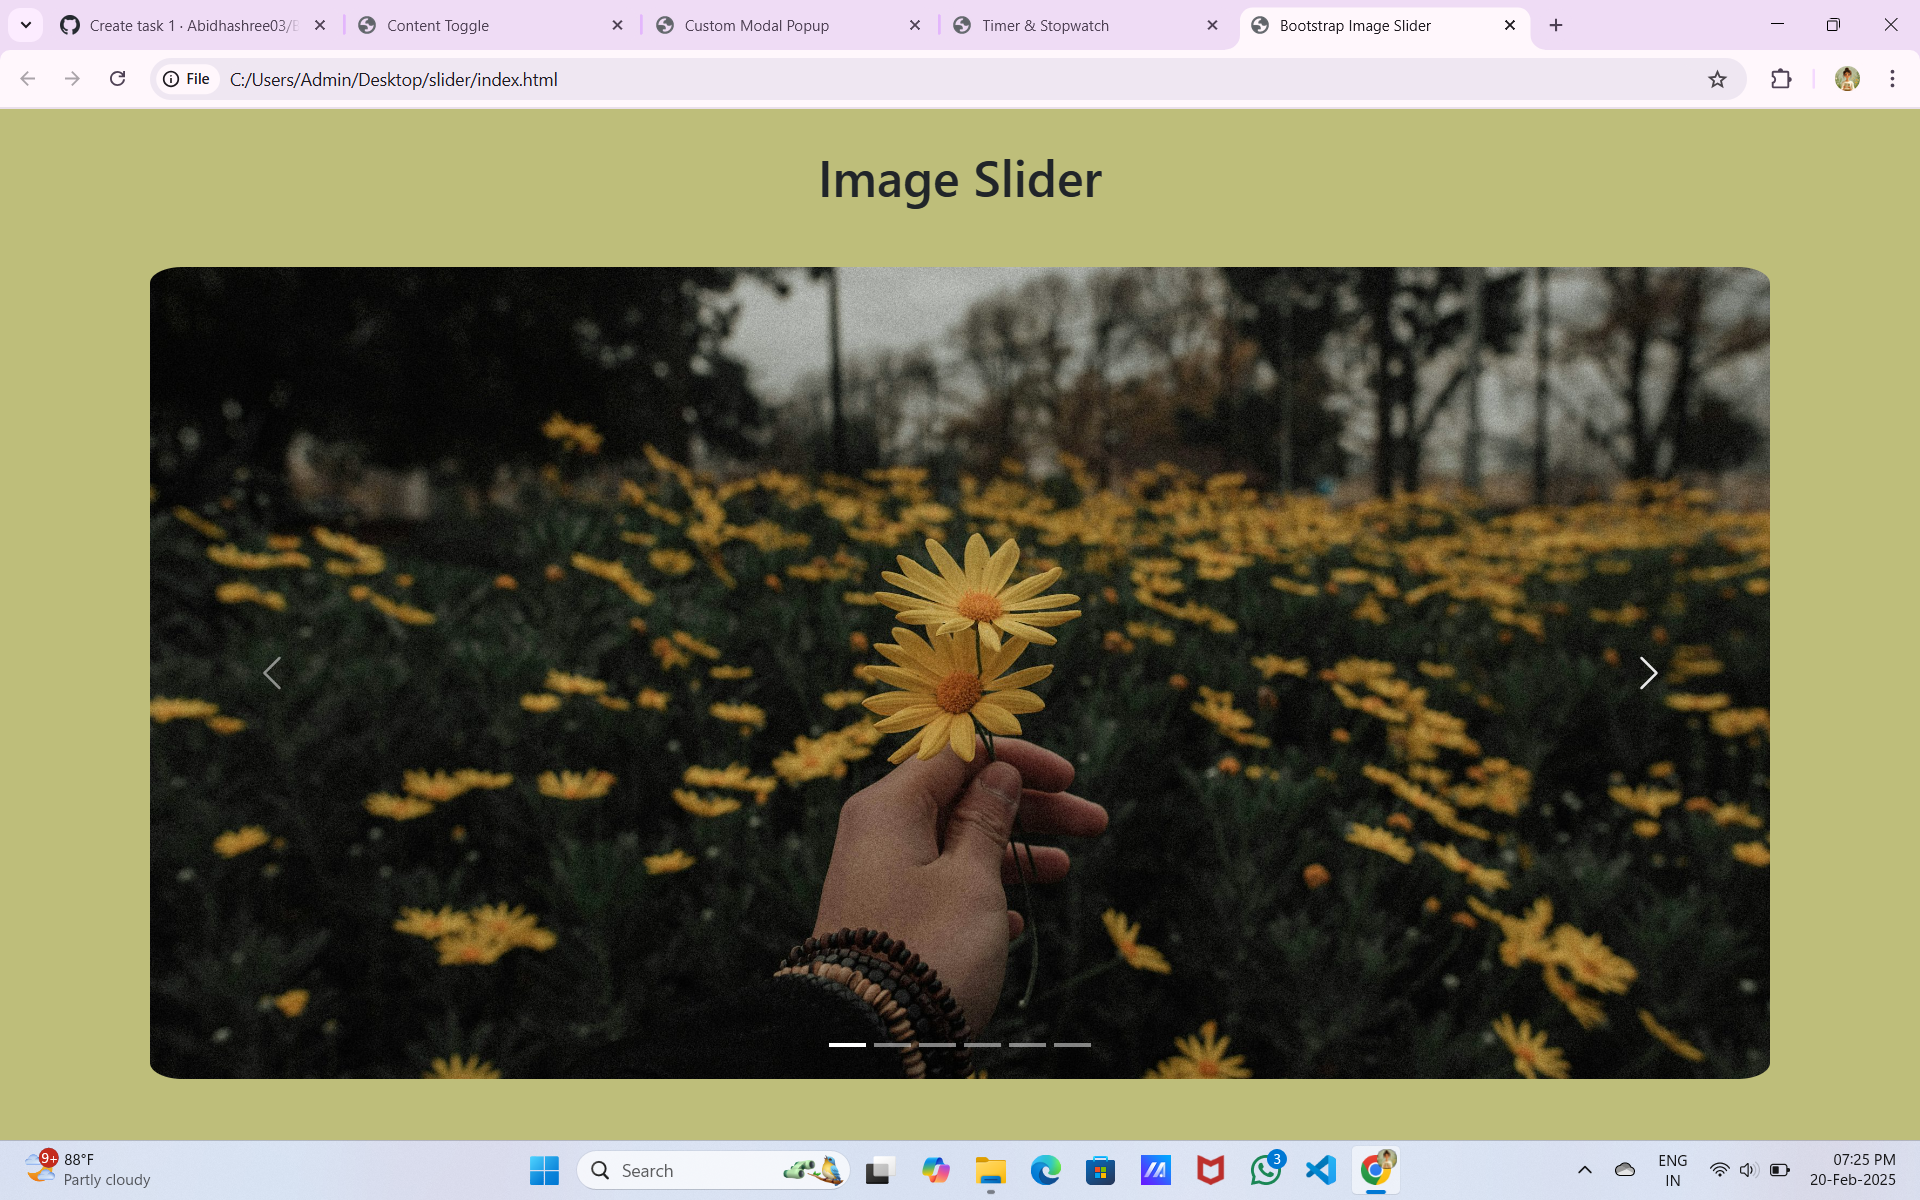 Create task 1 · Abidhashree03/
Content Toggle
Custom Modal Popup
Timer & Stopwatch
Bootstrap Image Slider
File
C:/Users/Admin/Desktop/slider/index.html
Image Slider
9+
88°F
Partly cloudy
Search
3
ENG
IN
07:25 PM
20-Feb-2025